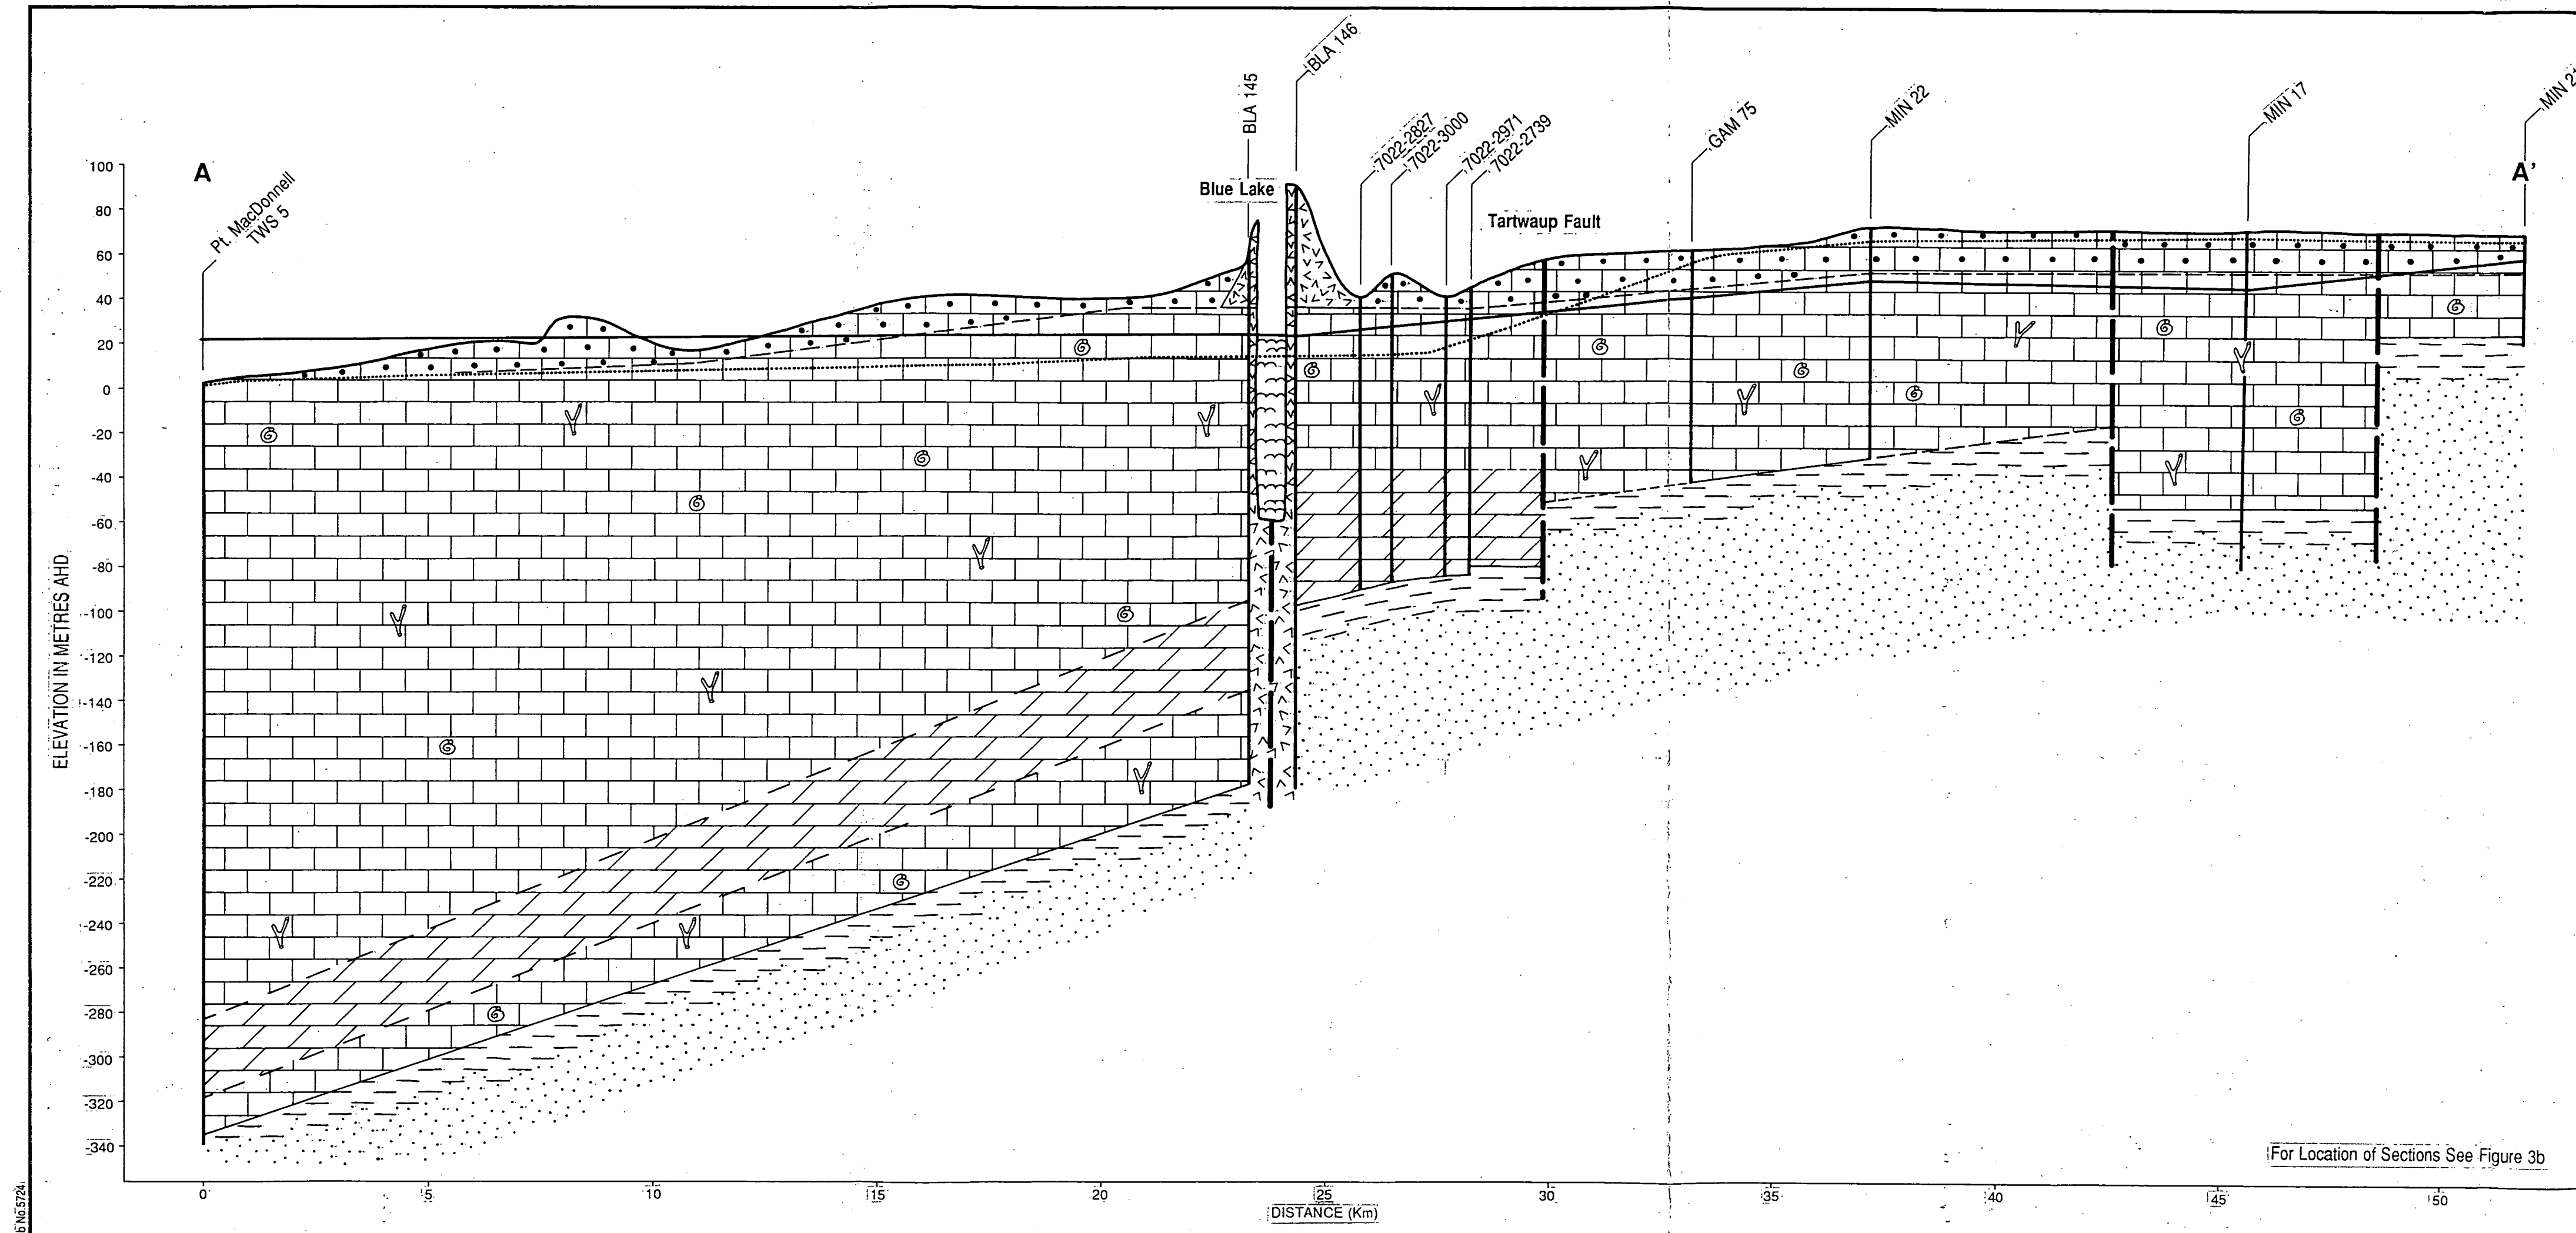 BLA 145
BLA 146
7022-2827
7022-3000
7022-2971
7022-2739
GAM 75
MIN 22
MIN 17
A
A'
Pt. MacDonnell
TWS 5
Blue Lake
Tartwaup Fault
100
80
60
40
20
0
-20
-40
-60
-80
-100
-120
-140
-160
-180
-200
-220
-240
-260
-280
-300
-320
-340
ELEVATION IN METRES AHD
For Location of Sections See Figure 3b
0
5
10
15
20
25
30
35
40
45
50
DISTANCE (Km)
No.5724